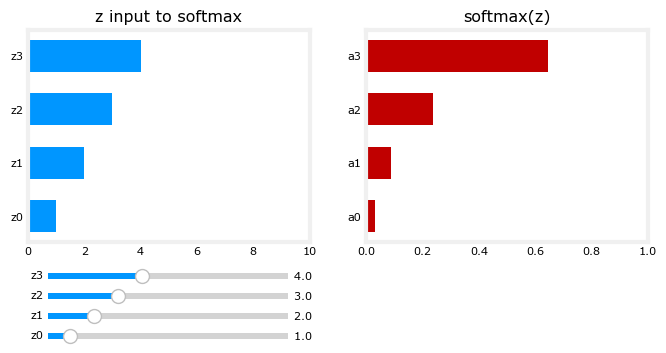 z input to softmax
z3
z2
z1
z0
0 2 4 6 8 10
softmax(z)
a3
a2
a1
a0
0.0 0.2 0.4 0.6 0.8 1.0
z3 4.0
z2 3.0
z1 2.0
z0 1.0